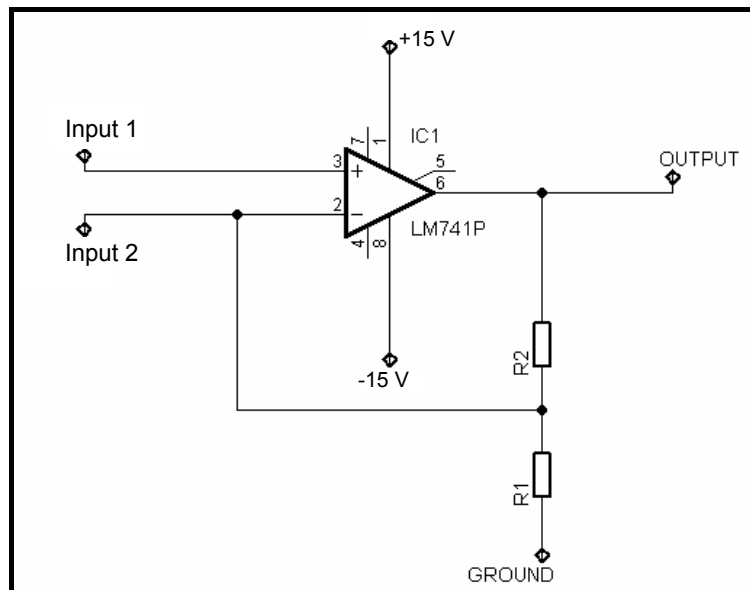 +15 V
Input 1
7
1
IC1
3
+
5
6
OUTPUT
2
−
LM741P
4
8
Input 2
-15 V
R2
R1
GROUND